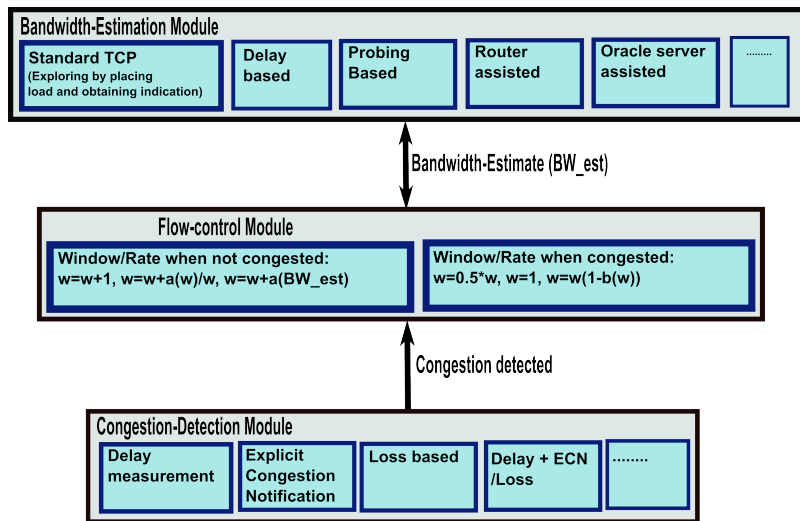 Bandwidth-Estimation Module
Standard TCP
(Exploring by placing
load and obtaining indication)
Delay
based
Probing
Based
Router
assisted
Oracle server
assisted
.........
Bandwidth-Estimate (BW_est)
Flow-control Module
Window/Rate when not congested:
w=w+1, w=w+a(w)/w, w=w+a(BW_est)
Window/Rate when congested:
w=0.5*w, w=1, w=w(1-b(w))
Congestion detected
Congestion-Detection Module
Delay
measurement
Explicit
Congestion
Notification
Loss based
Delay + ECN
/Loss
........